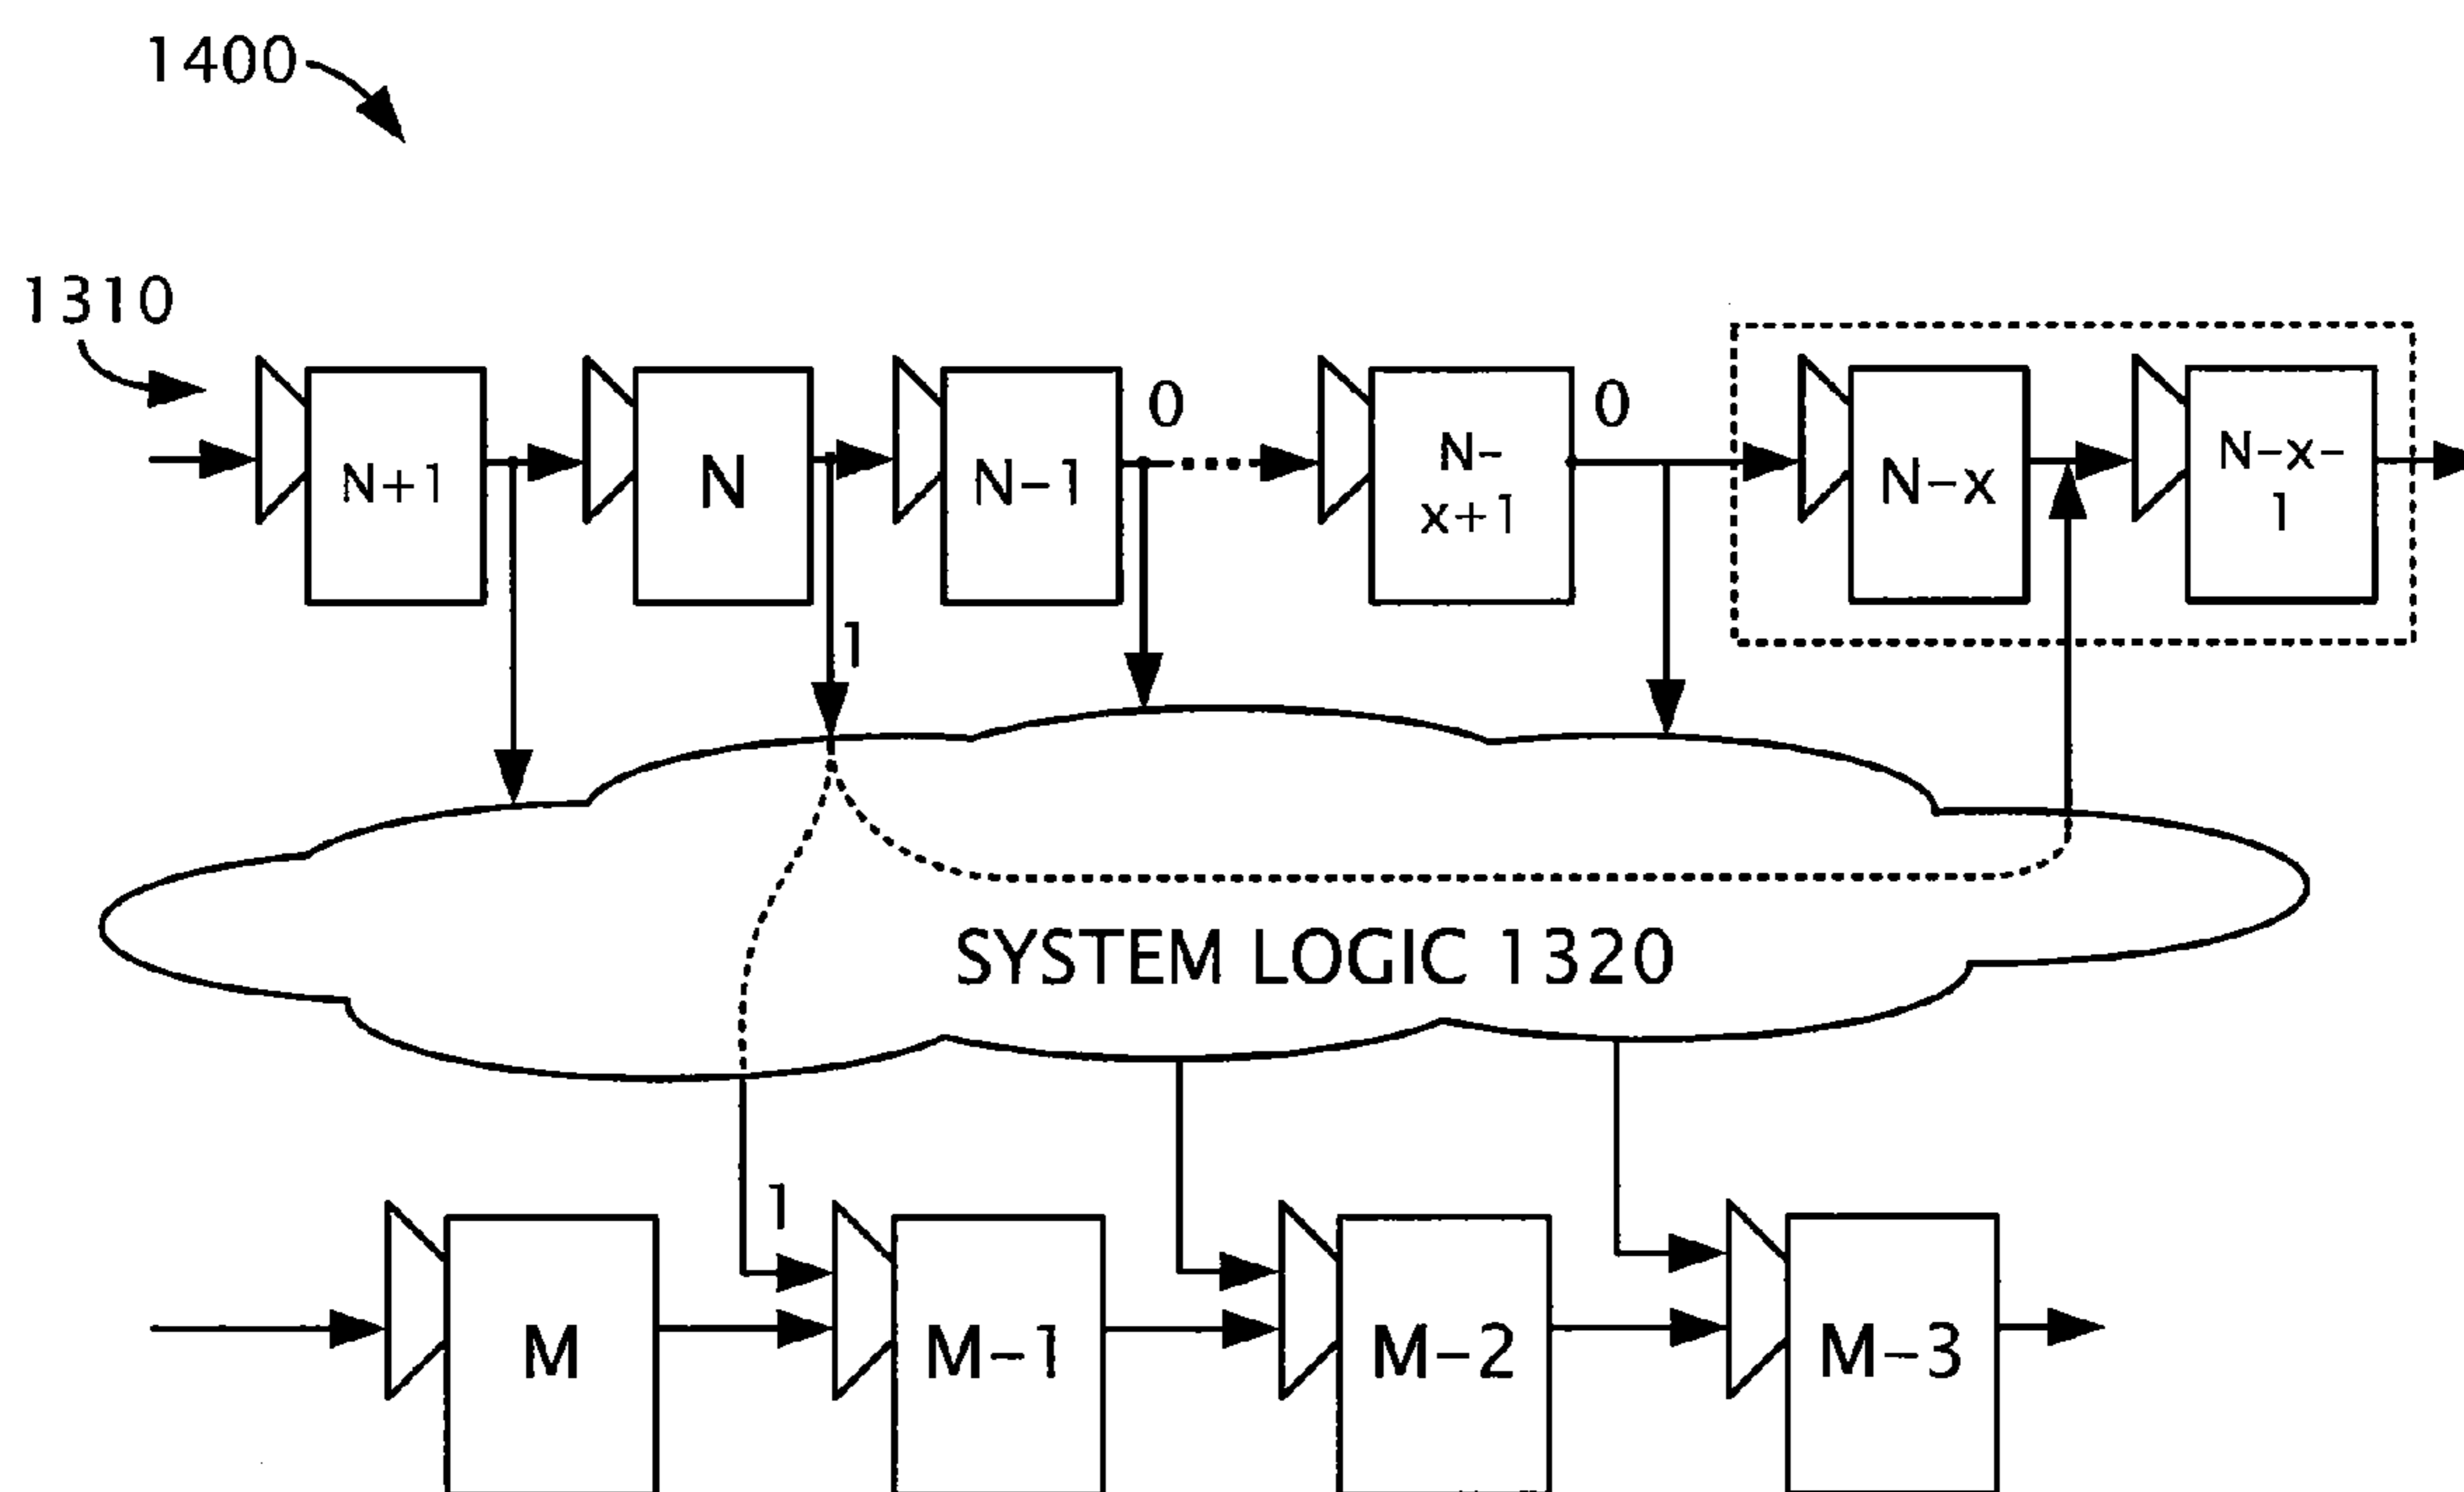 1400
1310
N+1
N
N-1
0
N-
x+1
0
N-x
N-x-
1
1
SYSTEM LOGIC 1320
1
M
M-1
M-2
M-3